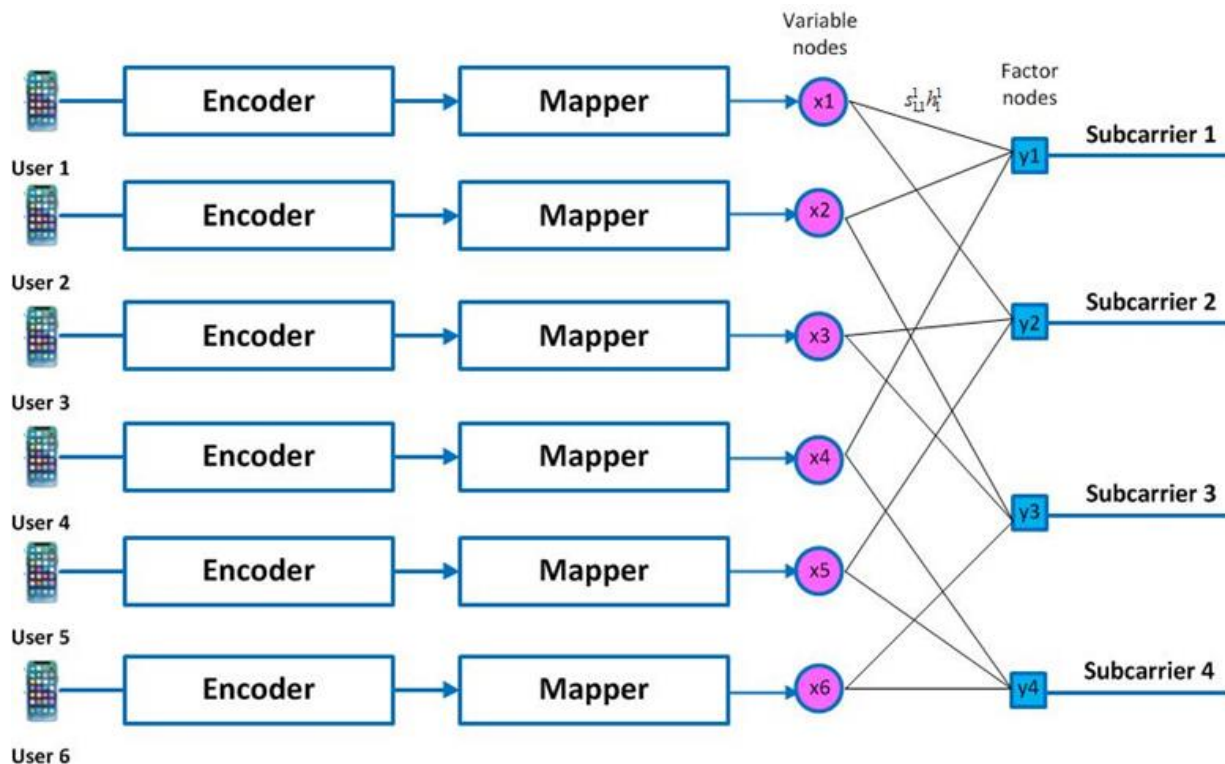 Variable
nodes
Factor
nodes
Encoder
Mapper
x1
s¹₁,₁h¹₁
y1
Subcarrier 1
User 1
Encoder
Mapper
x2
User 2
Encoder
Mapper
x3
y2
Subcarrier 2
User 3
Encoder
Mapper
x4
y3
Subcarrier 3
User 4
Encoder
Mapper
x5
User 5
Encoder
Mapper
x6
y4
Subcarrier 4
User 6